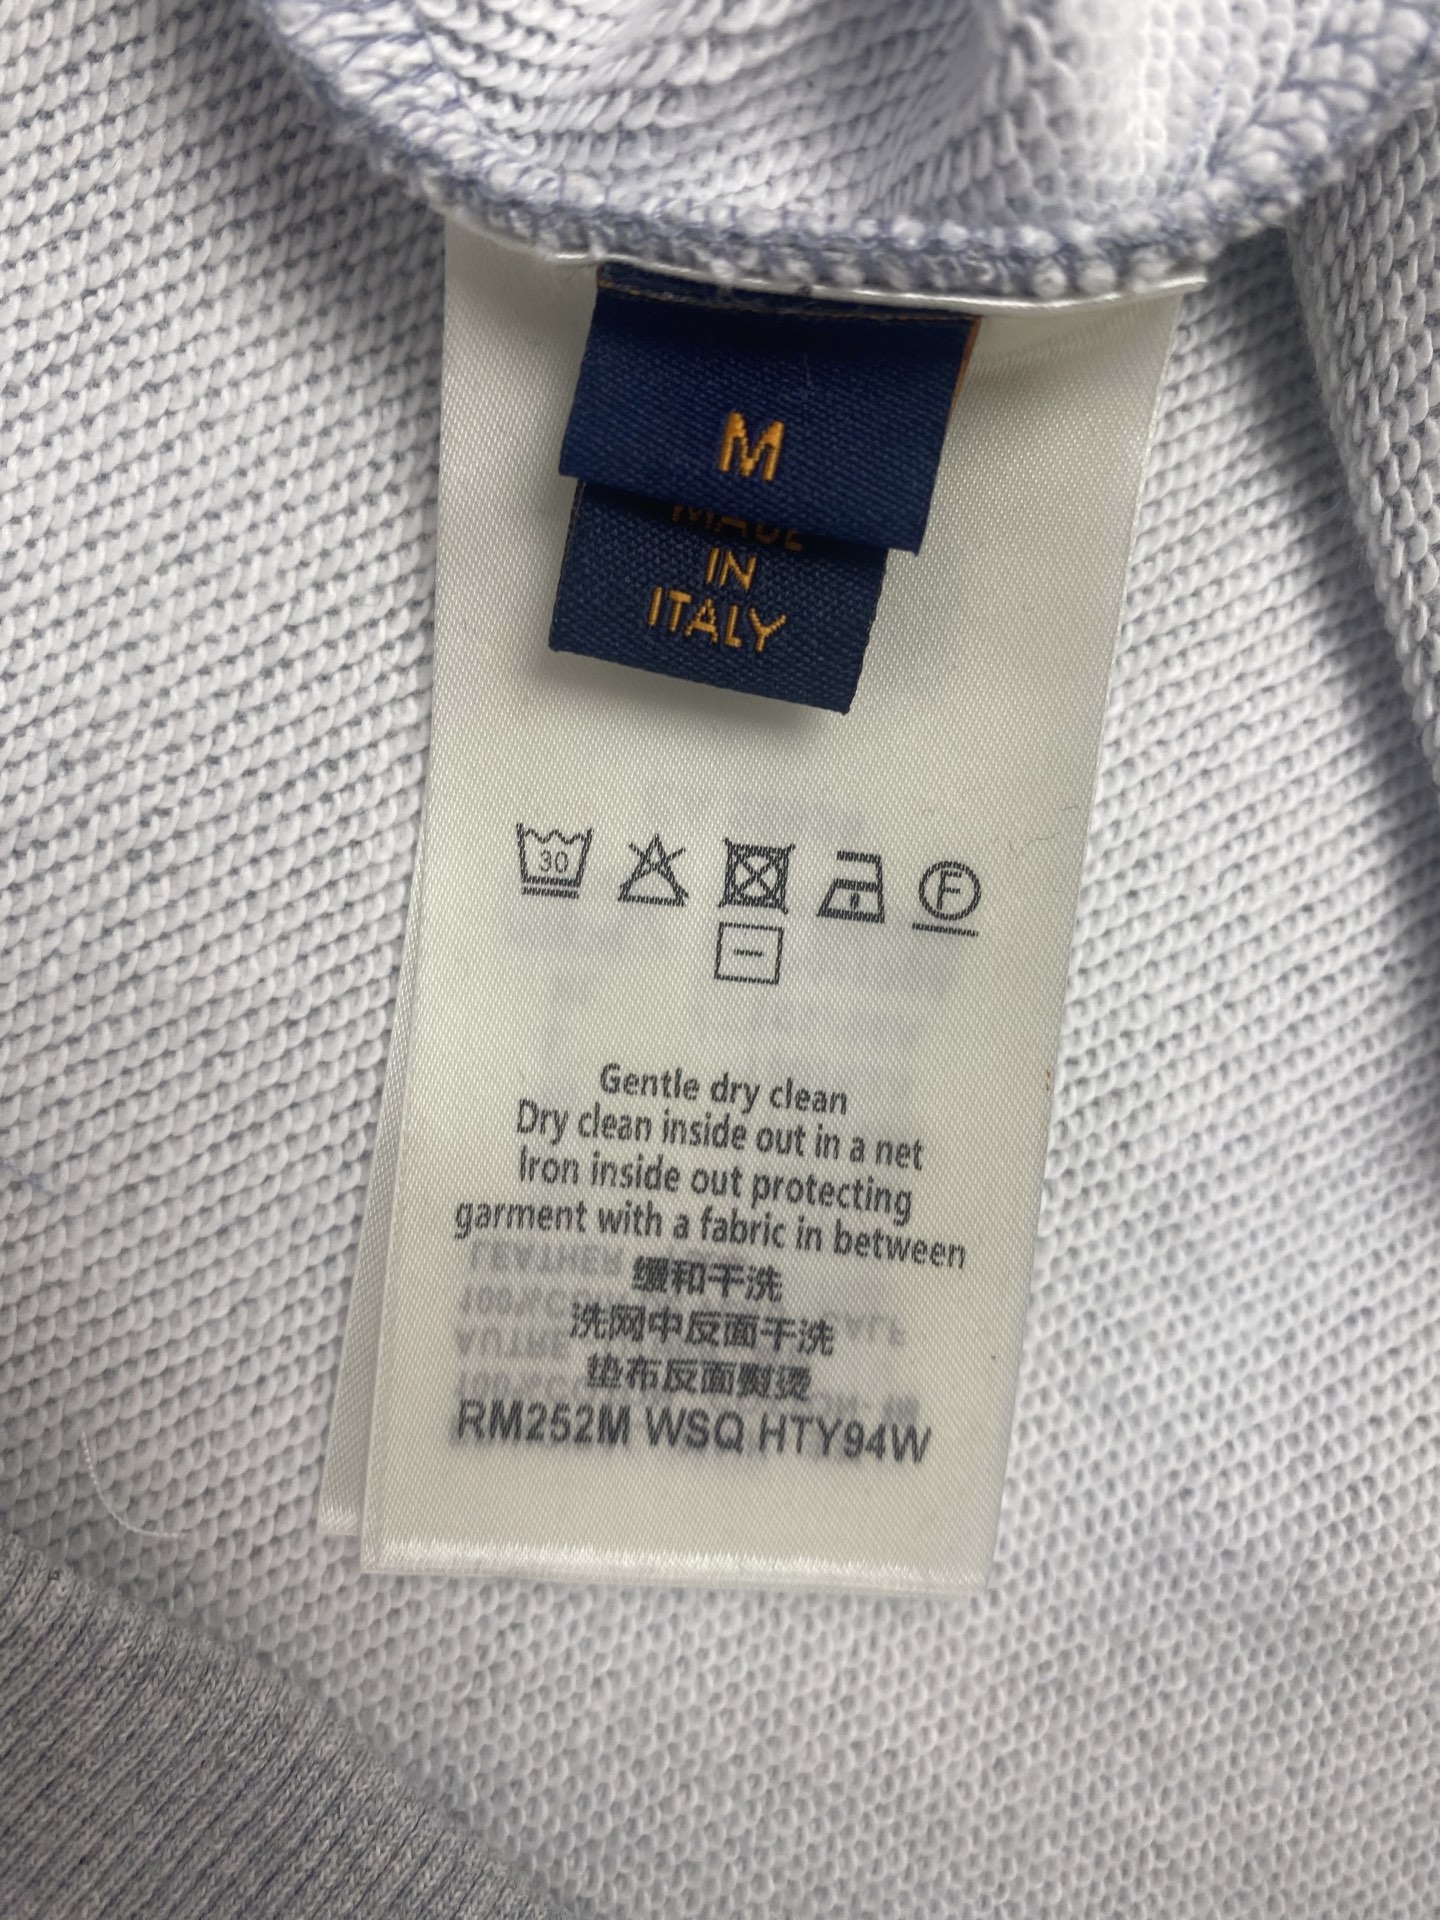 M
MADE
IN
ITALY
30
F
Gentle dry clean
Dry clean inside out in a net
Iron inside out protecting
garment with a fabric in between
缓和干洗
洗网中反面干洗
垫布反面熨烫
RM252M WSQ HTY94W